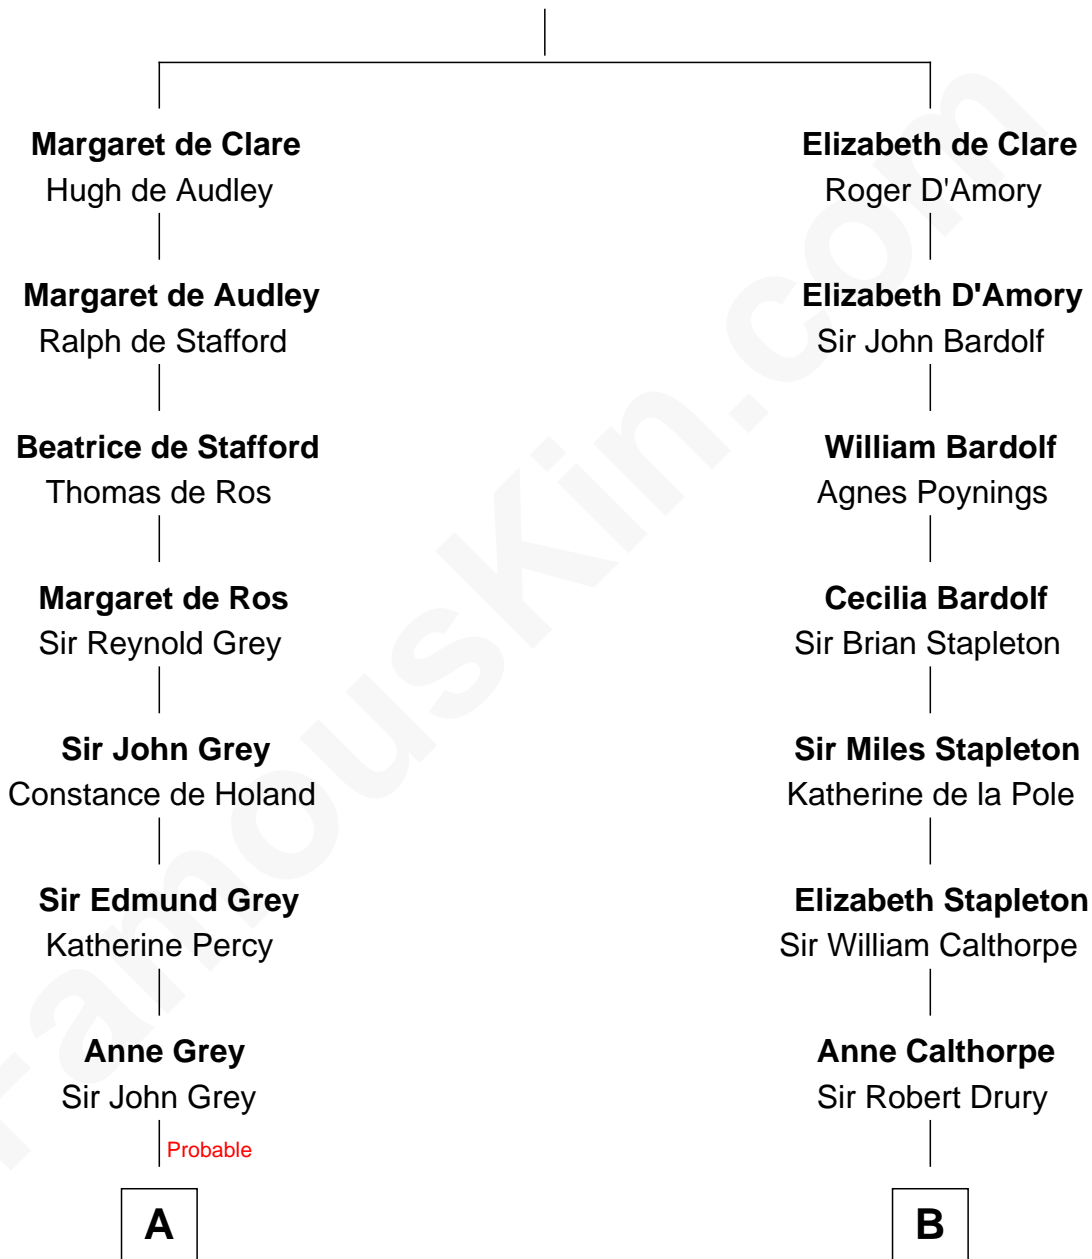 Margaret de Clare
Hugh de Audley
Elizabeth de Clare
Roger D'Amory
Margaret de Audley
Ralph de Stafford
Elizabeth D'Amory
Sir John Bardolf
Beatrice de Stafford
Thomas de Ros
William Bardolf
Agnes Poynings
Margaret de Ros
Sir Reynold Grey
Cecilia Bardolf
Sir Brian Stapleton
Sir John Grey
Constance de Holand
Sir Miles Stapleton
Katherine de la Pole
Sir Edmund Grey
Katherine Percy
Elizabeth Stapleton
Sir William Calthorpe
Anne Grey
Sir John Grey
Anne Calthorpe
Sir Robert Drury
Probable
A
B
FamousKin.com